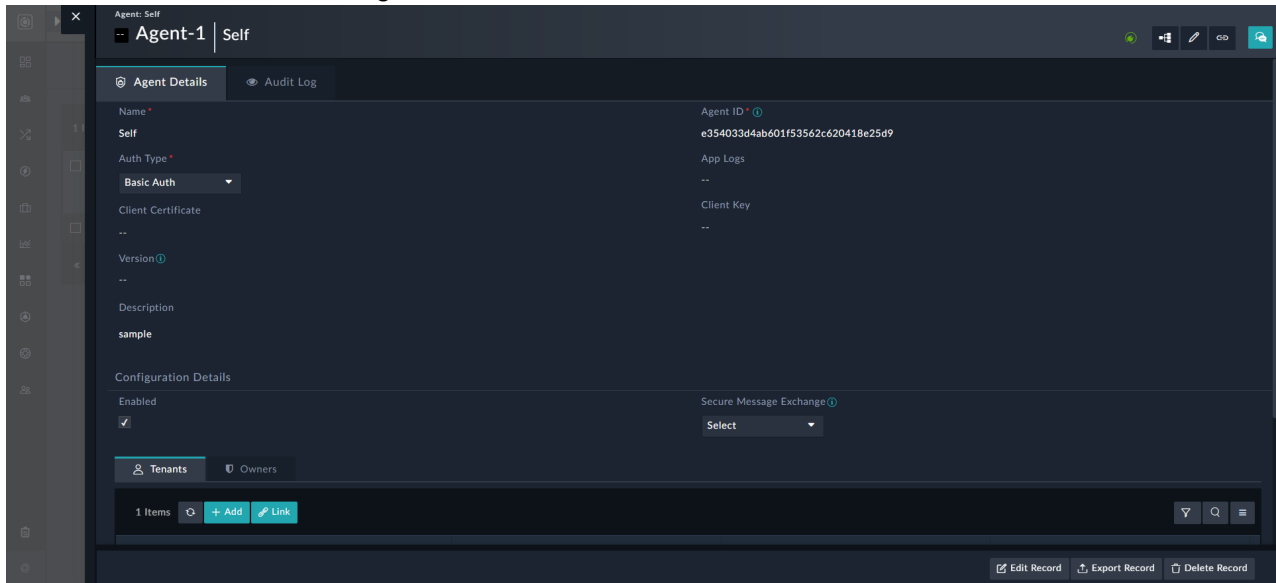 Agent: Self
Agent-1 Self
Agent Details
Audit Log
Name *
Agent ID *
Self
e354033d4ab601f53562c620418e25d9
Auth Type *
App Logs
Basic Auth
--
Client Certificate
Client Key
--
--
Version
--
Description
sample
Configuration Details
Enabled
Secure Message Exchange
Select
Tenants
Owners
1 Items
+ Add
Link
Edit Record
Export Record
Delete Record